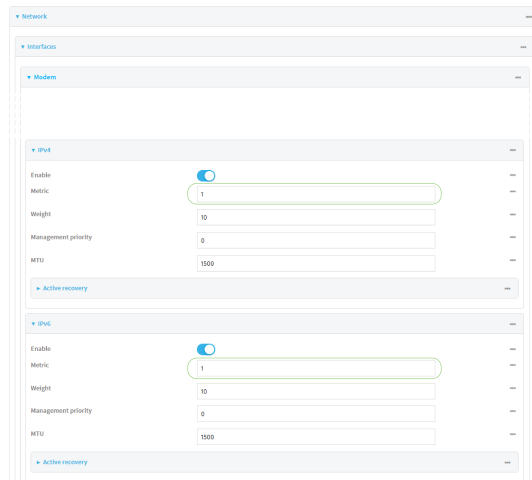 Network
Interfaces
Modem
IPv4
Enable
Metric 1
Weight 10
Management priority 0
MTU 1500
Active recovery
IPv6
Enable
Metric 1
Weight 10
Management priority 0
MTU 1500
Active recovery